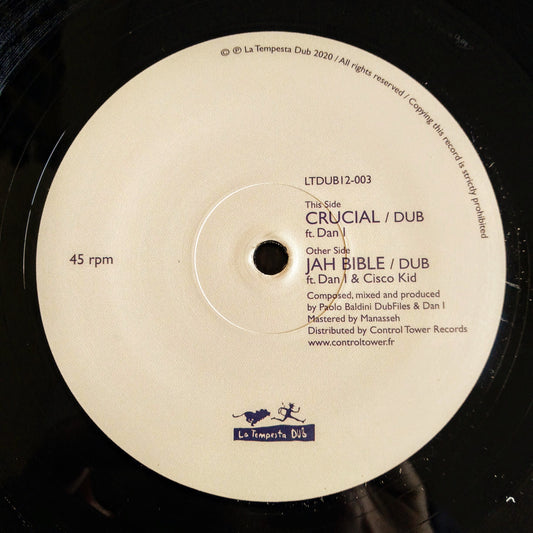 © ℗ La Tempesta Dub 2020 / All rights reserved / Copying this record is strictly prohibited
LTDUB12-003
This Side
CRUCIAL / DUB
ft. Dan I
Other Side
JAH BIBLE / DUB
ft. Dan I & Cisco Kid
45 rpm
Composed, mixed and produced
by Paolo Baldini DubFiles & Dan I
Mastered by Manasseh
Distributed by Control Tower Records
www.controltower.fr
La Tempesta DUB